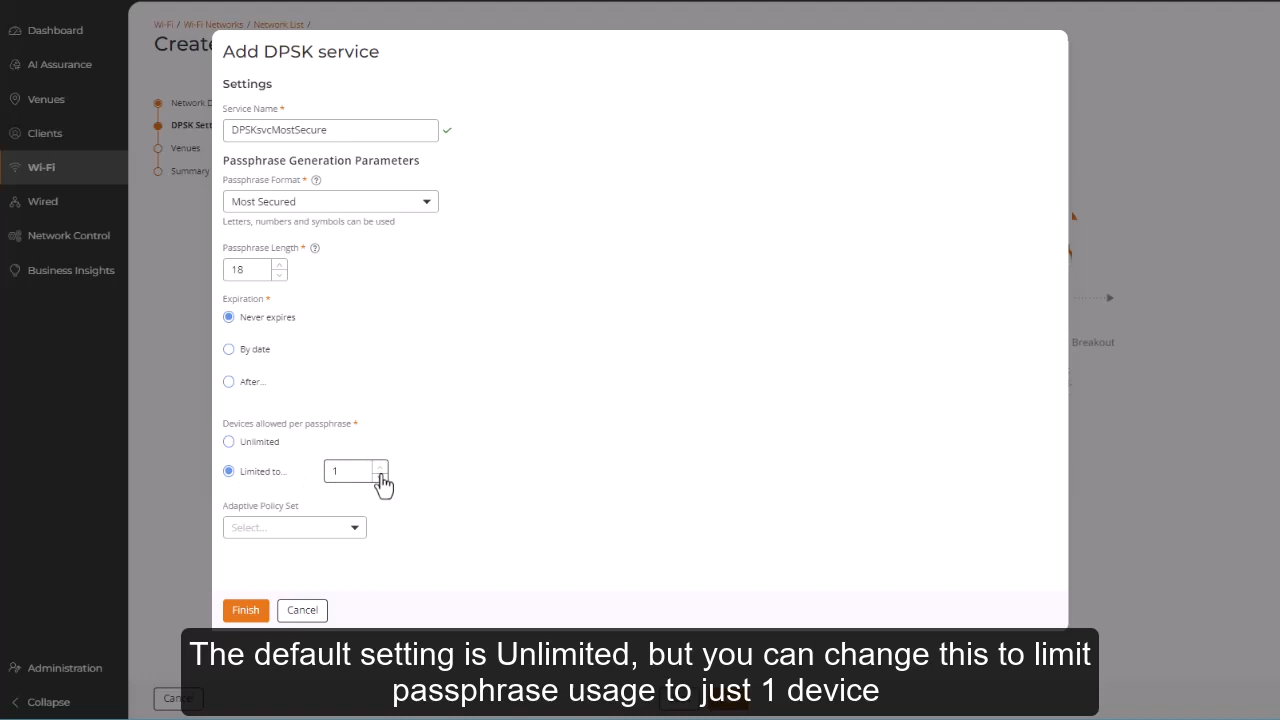 Dashboard
AI Assurance
Venues
Clients
Wi-Fi
Wired
Network Control
Business Insights
Administration
Collapse
Wi-Fi / Wi-Fi Networks / Network List /
Create
Network D
DPSK Sett
Venues
Summary
Add DPSK service
Settings
Service Name *
DPSKsvcMostSecure
Passphrase Generation Parameters
Passphrase Format * ?
Most Secured
Letters, numbers and symbols can be used
Passphrase Length * ?
18
Expiration *
Never expires
By date
After...
Devices allowed per passphrase *
Unlimited
Limited to...
1
Adaptive Policy Set
Select...
Finish
Cancel
Breakout
The default setting is Unlimited, but you can change this to limit
passphrase usage to just 1 device